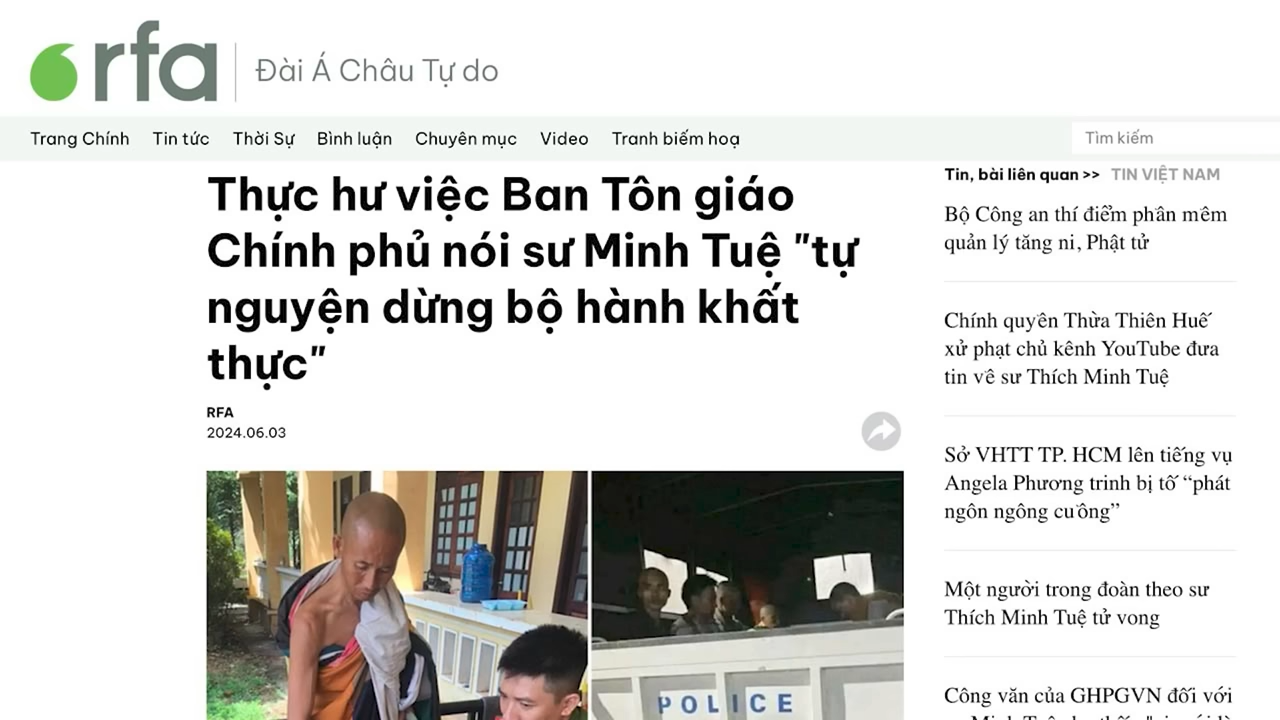 rfa
Đài Á Châu Tự do
Trang Chính Tin tức Thời Sự Bình luận Chuyên mục Video Tranh biếm hoạ
Tìm kiếm
Thực hư việc Ban Tôn giáo
Chính phủ nói sư Minh Tuệ "tự
nguyện dừng bộ hành khất
thực"
RFA
2024.06.03
POLICE
Tin, bài liên quan >> TIN VIỆT NAM
Bộ Công an thí điểm phần mềm
quản lý tăng ni, Phật tử
Chính quyền Thừa Thiên Huế
xử phạt chủ kênh YouTube đưa
tin về sư Thích Minh Tuệ
Sở VHTT TP. HCM lên tiếng vụ
Angela Phương trinh bị tố “phát
ngôn ngông cuồng”
Một người trong đoàn theo sư
Thích Minh Tuệ tử vong
Công văn của GHPGVN đối với